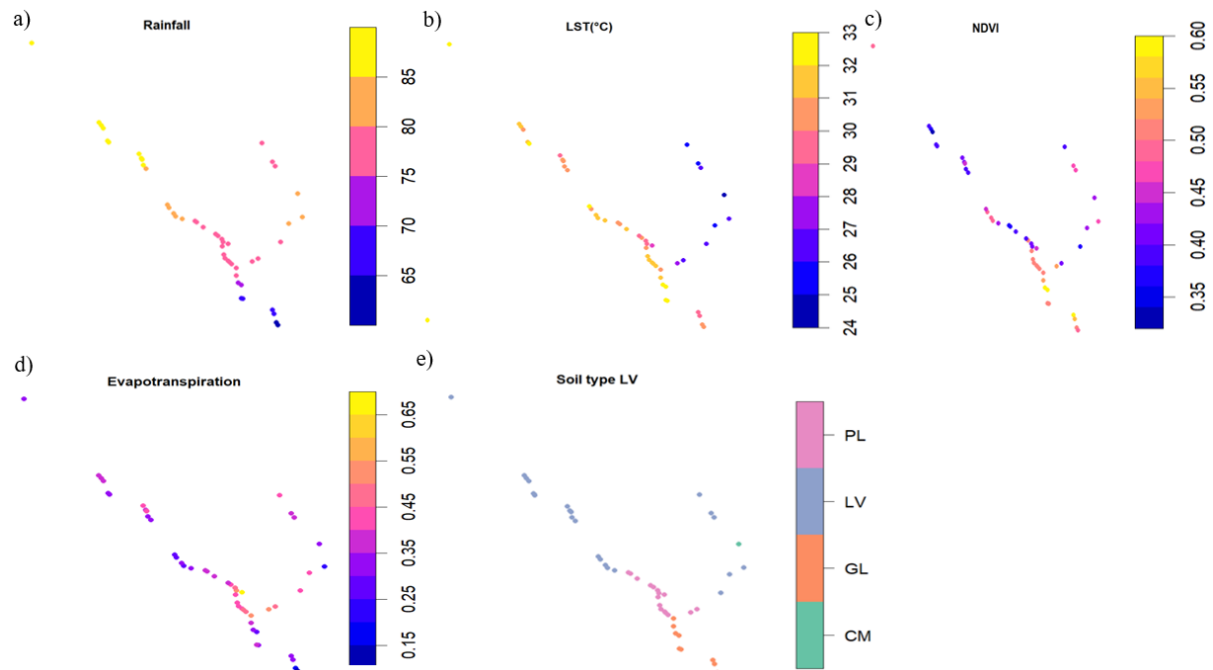 a)
Rainfall
85
80
75
70
65
b)
LST(°C)
33
32
31
30
29
28
27
26
25
24
c)
NDVI
0.60
0.55
0.50
0.45
0.40
0.35
d)
Evapotranspiration
0.65
0.55
0.45
0.35
0.25
0.15
e)
Soil type LV
PL
LV
GL
CM